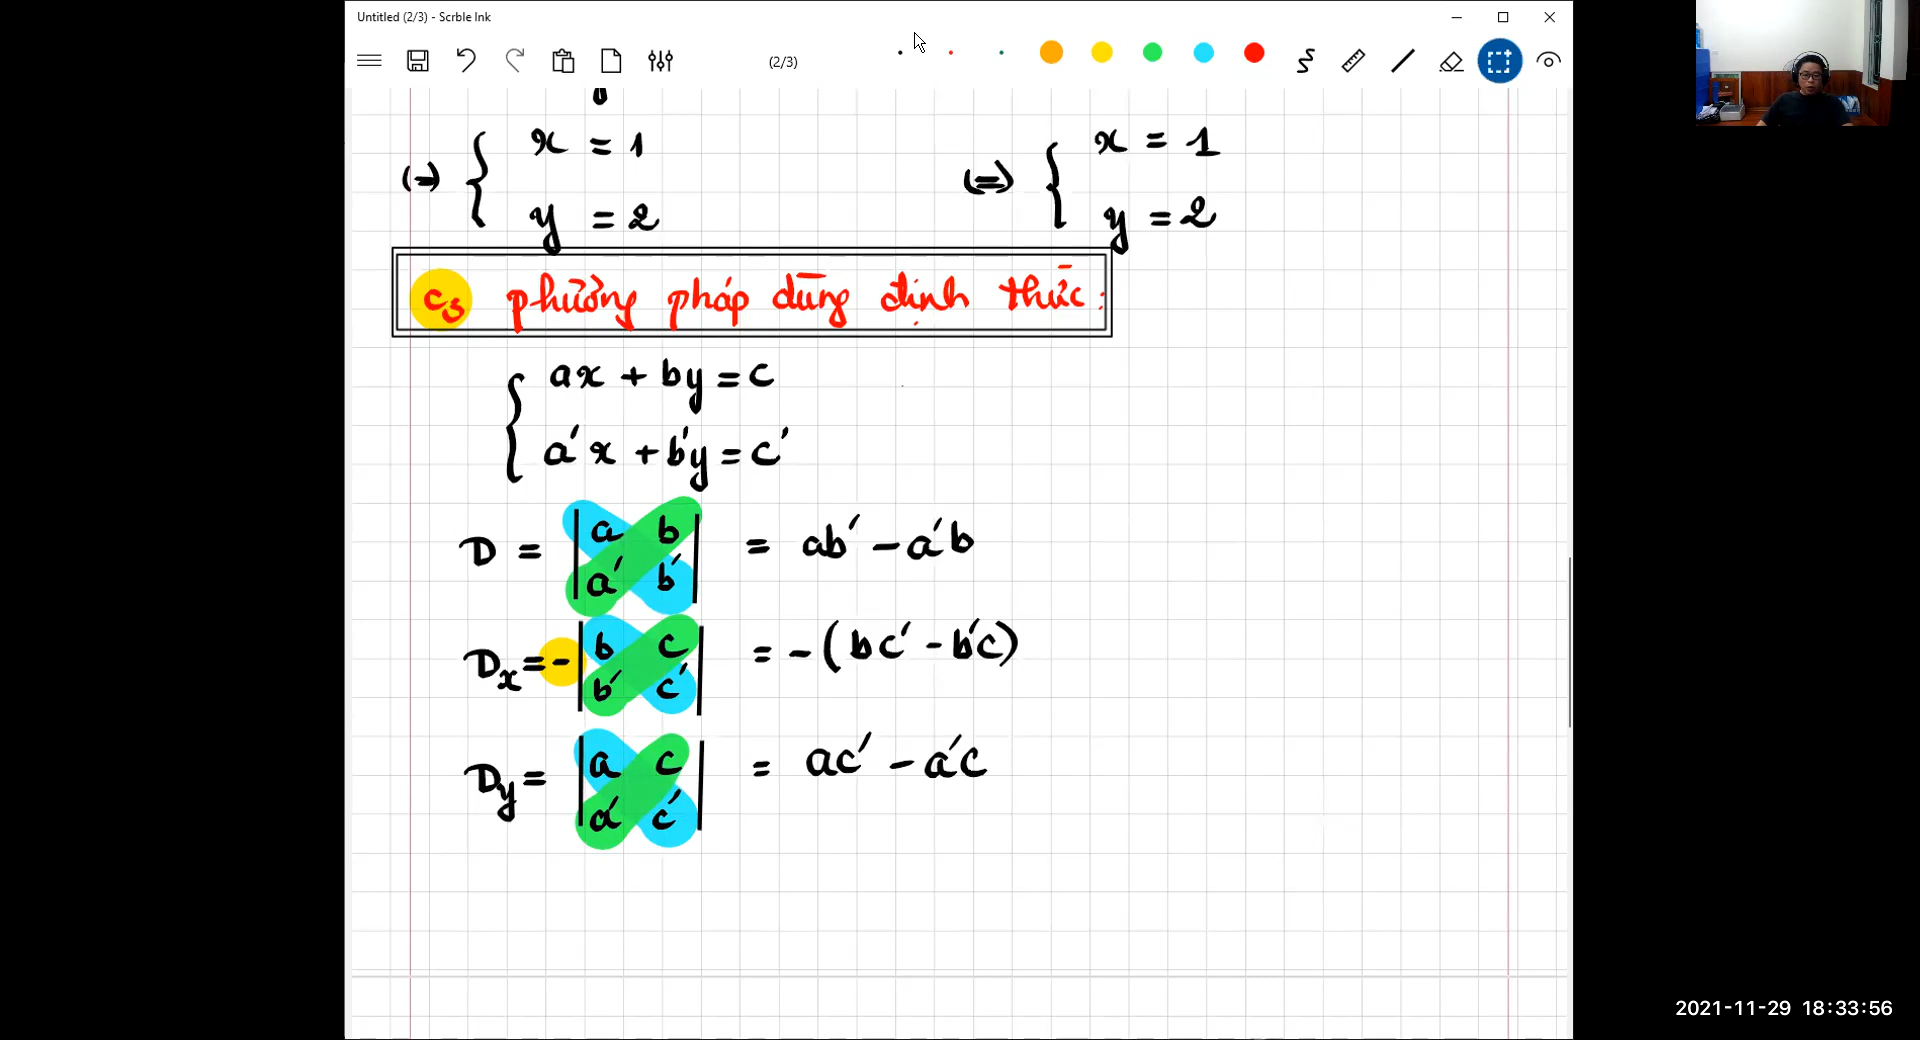 Untitled (2/3) - Scrble Ink
(2/3)
(=) { x = 1
y = 2
(=) { x = 1
y = 2
C3 phương pháp dùng định thức:
{ ax + by = c
a'x + b'y = c'
D = | a b | = ab' - a'b
| a' b' |
Dx = - | b c | = -(bc' - b'c)
| b' c' |
Dy = | a c | = ac' - a'c
| a' c' |
2021-11-29 18:33:56